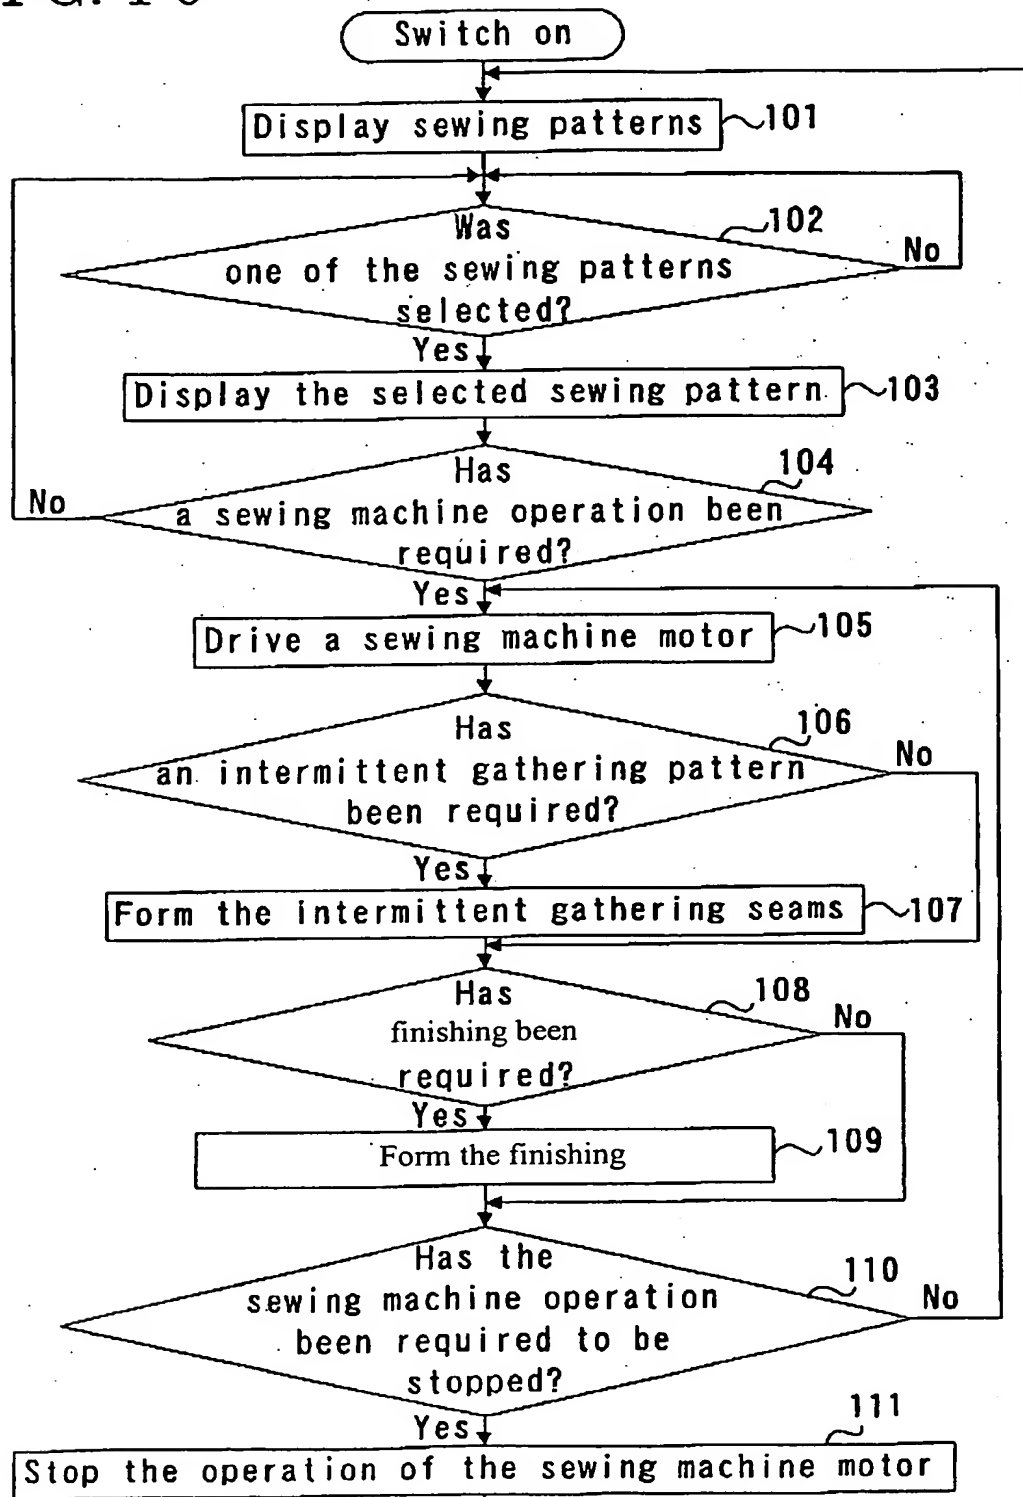 Switch on
Display sewing patterns 101
102
Was
one of the sewing patterns
selected?
No
Yes
Display the selected sewing pattern 103
104
Has
a sewing machine operation been
required?
No
Yes
Drive a sewing machine motor 105
106
Has
an intermittent gathering pattern
been required?
No
Yes
Form the intermittent gathering seams 107
108
Has
finishing been
required?
No
Yes
Form the finishing 109
110
Has the
sewing machine operation
been required to be
stopped?
No
Yes
111
Stop the operation of the sewing machine motor